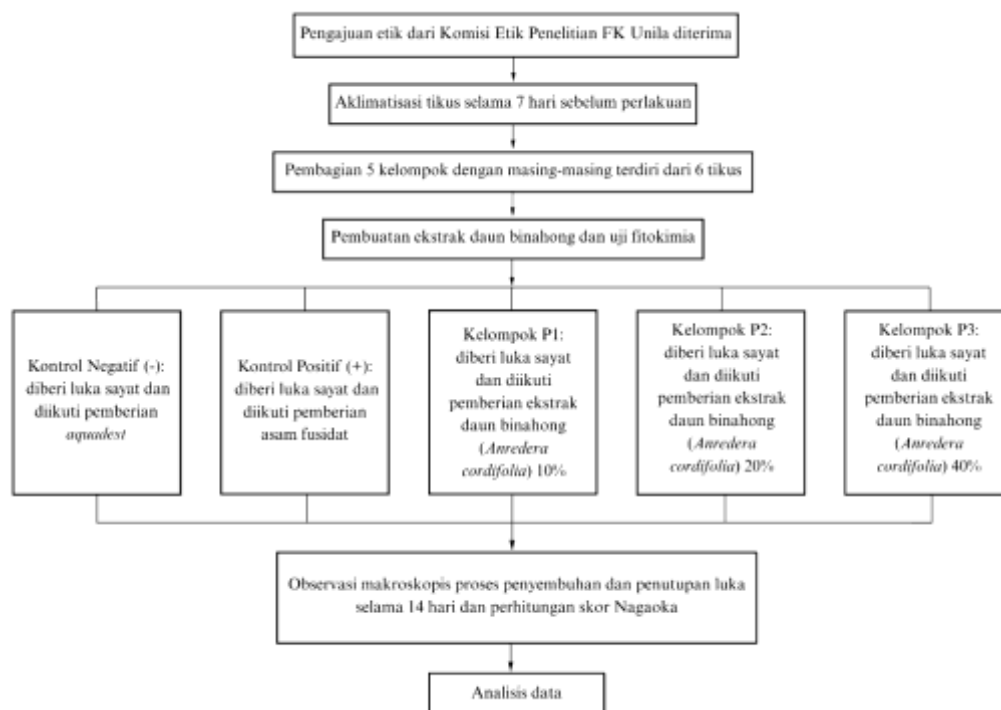 Pengajuan etik dari Komisi Etik Penelitian FK Unila diterima
Aklimatisasi tikus selama 7 hari sebelum perlakuan
Pembagian 5 kelompok dengan masing-masing terdiri dari 6 tikus
Pembuatan ekstrak daun binahong dan uji fitokimia
Kontrol Negatif (-):
diberi luka sayat dan
diikuti pemberian
aquadest
Kontrol Positif (+):
diberi luka sayat dan
diikuti pemberian
asam fusidat
Kelompok P1:
diberi luka sayat
dan diikuti
pemberian ekstrak
daun binahong
(Anredera
cordifolia) 10%
Kelompok P2:
diberi luka sayat
dan diikuti
pemberian ekstrak
daun binahong
(Anredera
cordifolia) 20%
Kelompok P3:
diberi luka sayat
dan diikuti
pemberian ekstrak
daun binahong
(Anredera
cordifolia) 40%
Observasi makroskopis proses penyembuhan dan penutupan luka
selama 14 hari dan perhitungan skor Nagaoka
Analisis data